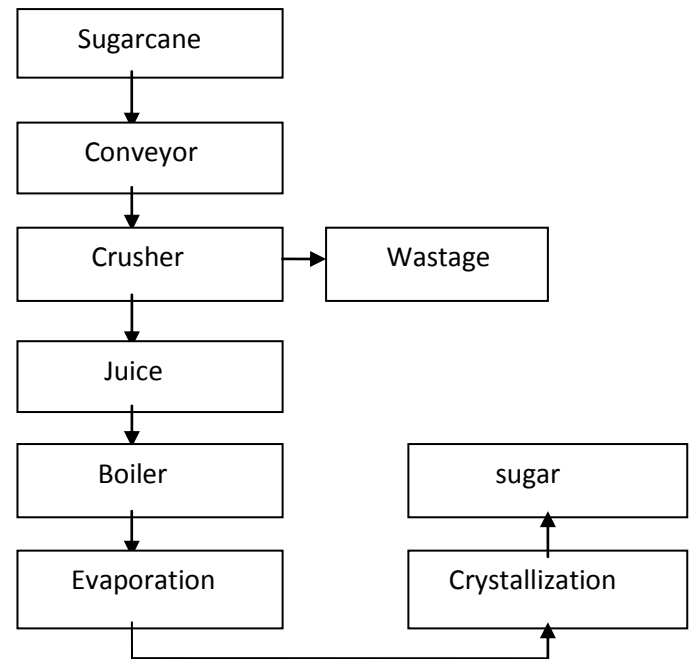 Sugarcane
Conveyor
Crusher
Wastage
Juice
Boiler
Evaporation
Crystallization
sugar